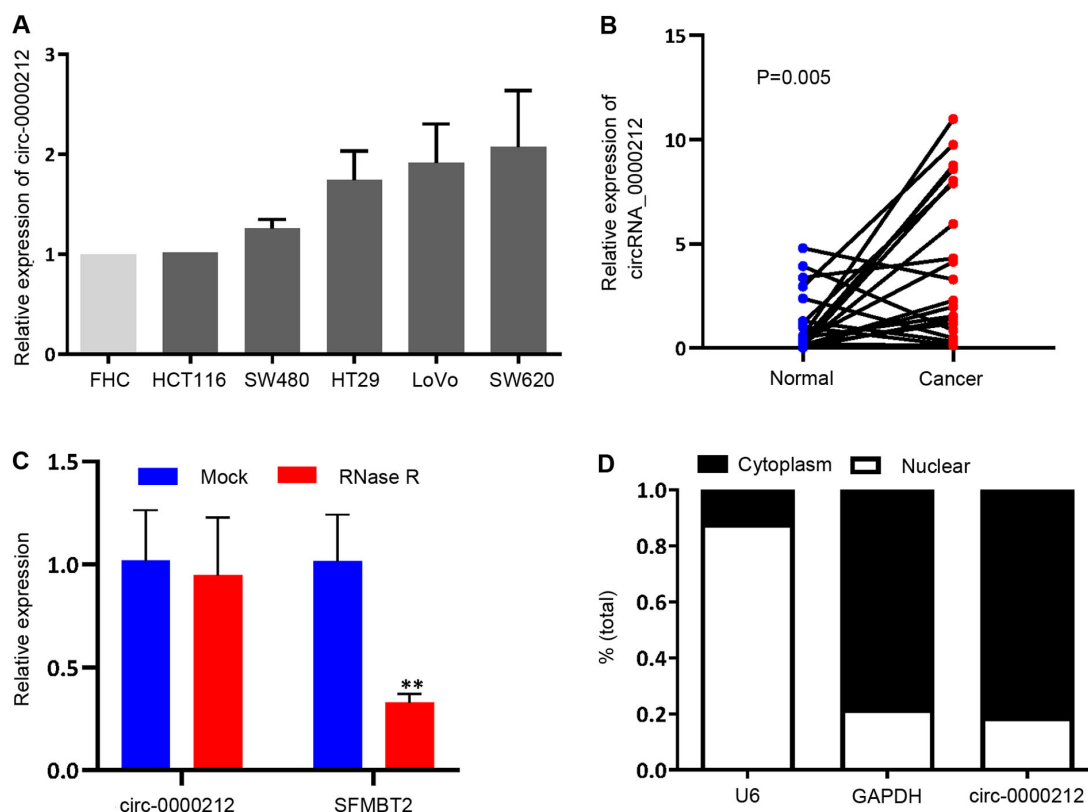 A
Relative expression of circ-0000212
3
2
1
0
FHC HCT116 SW480 HT29 LoVo SW620
B
Relative expression of
circRNA_0000212
15
10
5
0
P=0.005
Normal Cancer
C
Mock RNase R
Relative expression
1.5
1.0
0.5
0.0
**
circ-0000212 SFMBT2
D
Cytoplasm Nuclear
% (total)
1.0
0.8
0.6
0.4
0.2
0.0
U6 GAPDH circ-0000212